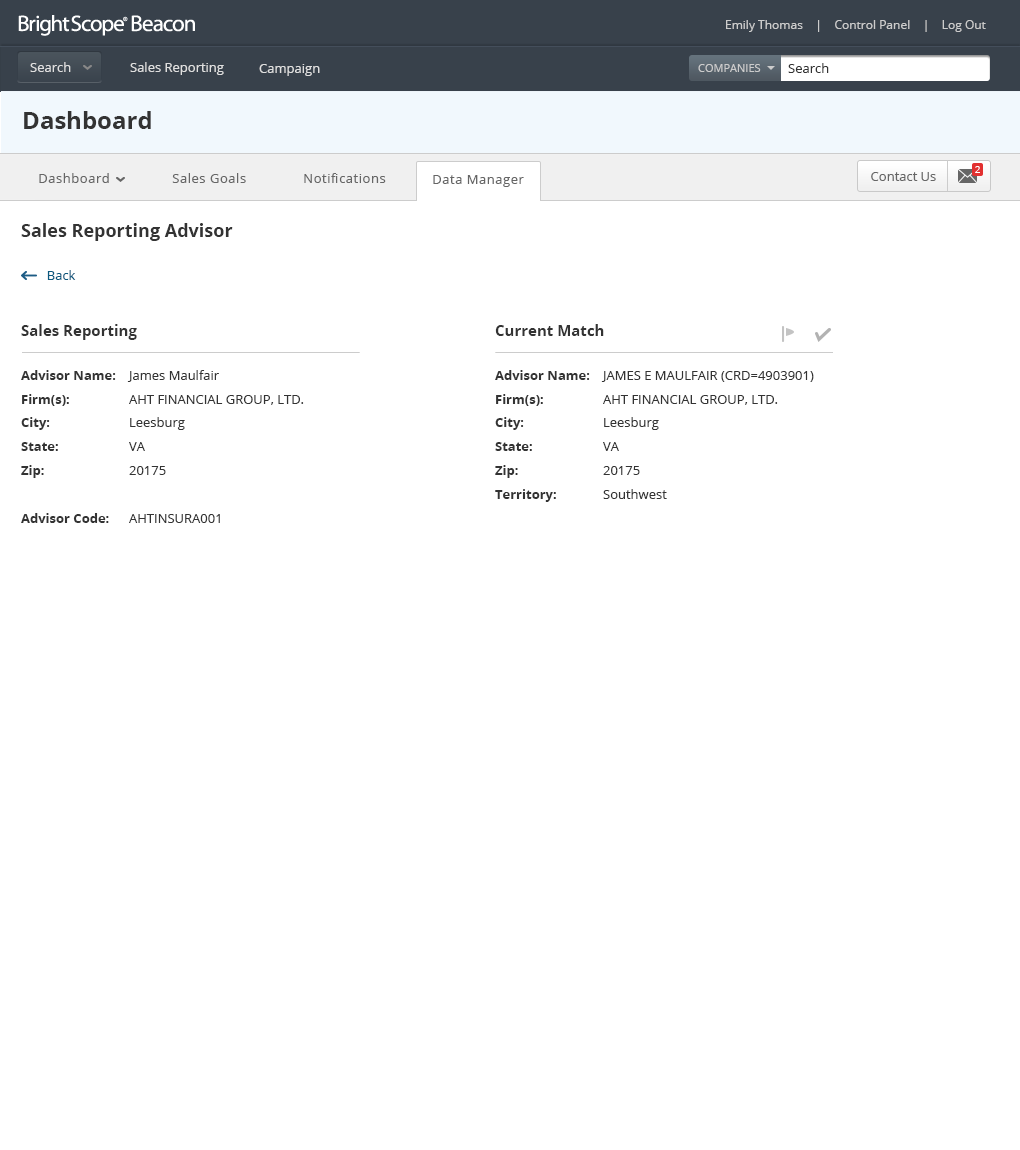 BrightScope® Beacon
Emily Thomas | Control Panel | Log Out
Search Sales Reporting Campaign COMPANIES Search
Dashboard
Dashboard Sales Goals Notifications Data Manager Contact Us 2
Sales Reporting Advisor
Back
Sales Reporting
Advisor Name: James Maulfair
Firm(s): AHT FINANCIAL GROUP, LTD.
City: Leesburg
State: VA
Zip: 20175
Advisor Code: AHTINSURA001
Current Match
Advisor Name: JAMES E MAULFAIR (CRD=4903901)
Firm(s): AHT FINANCIAL GROUP, LTD.
City: Leesburg
State: VA
Zip: 20175
Territory: Southwest